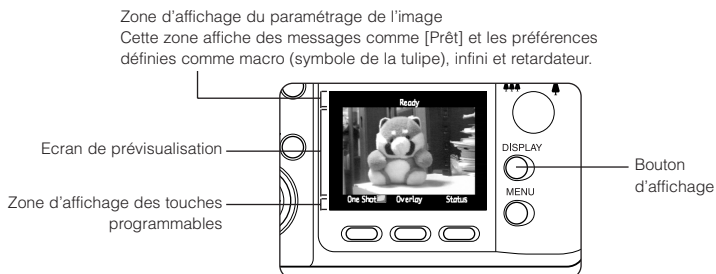 Zone d'affichage du paramétrage de l'image
Cette zone affiche des messages comme [Prêt] et les préférences
définies comme macro (symbole de la tulipe), infini et retardateur.
Ready
Ecran de prévisualisation
DISPLAY
Bouton
d'affichage
MENU
Zone d'affichage des touches
programmables
One Shot Overlay Status